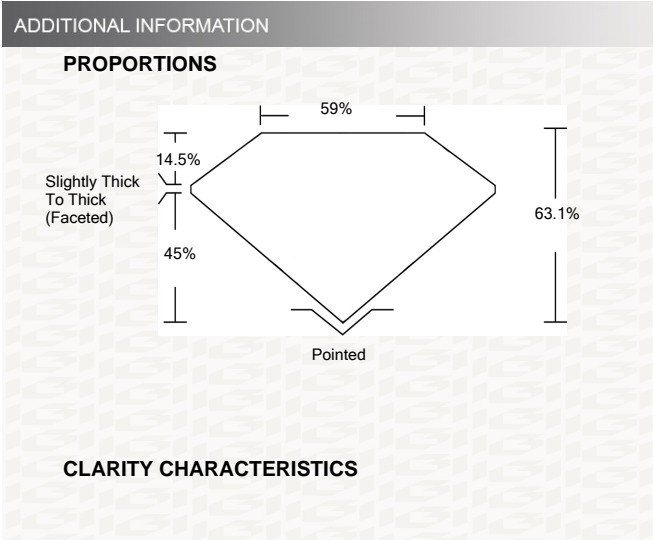 ADDITIONAL INFORMATION
PROPORTIONS
59%
14.5%
Slightly Thick
To Thick
(Faceted)
63.1%
45%
Pointed
CLARITY CHARACTERISTICS